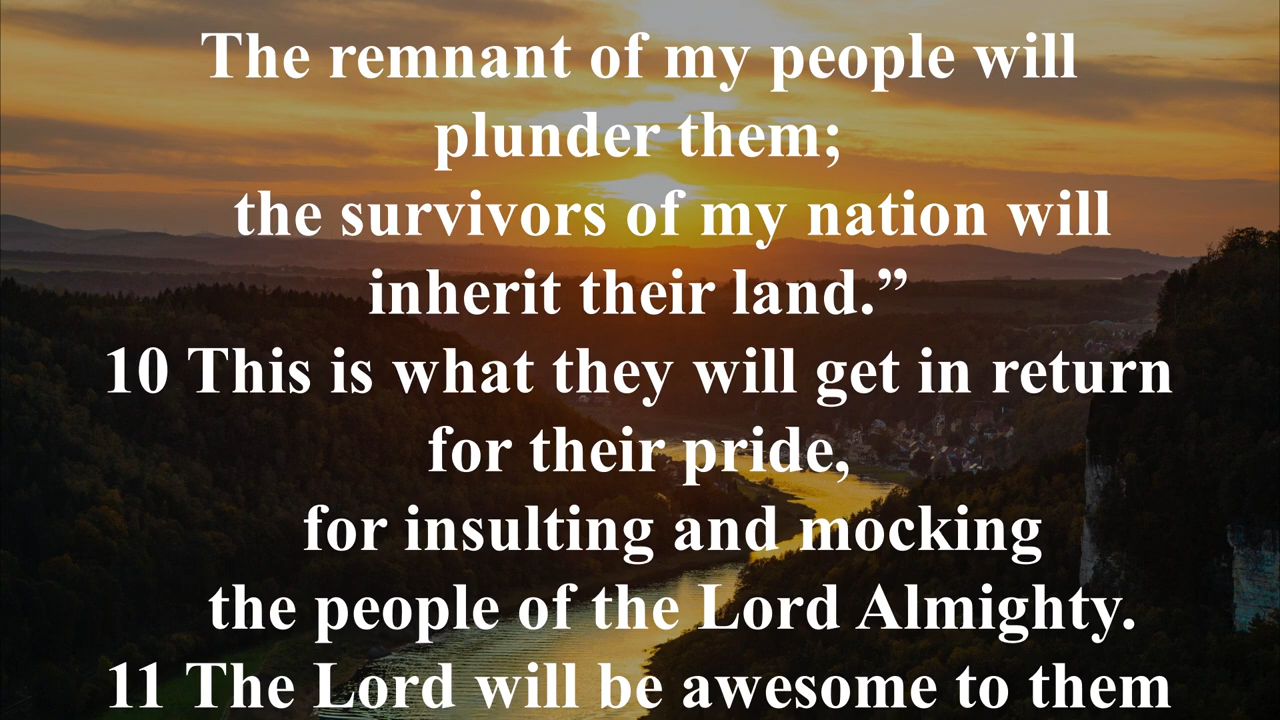 The remnant of my people will
plunder them;
the survivors of my nation will
inherit their land.”
10 This is what they will get in return
for their pride,
for insulting and mocking
the people of the Lord Almighty.
11 The Lord will be awesome to them